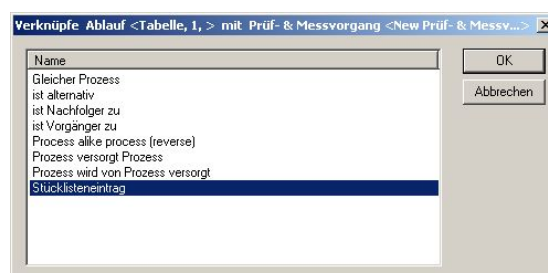 Verknüpfe Ablauf <Tabelle, 1, > mit Prüf- & Messvorgang <New Prüf- & Messv...>
Name
OK
Gleicher Prozess
Abbrechen
ist alternativ
ist Nachfolger zu
ist Vorgänger zu
Process alike process (reverse)
Prozess versorgt Prozess
Prozess wird von Prozess versorgt
Stücklisteneintrag